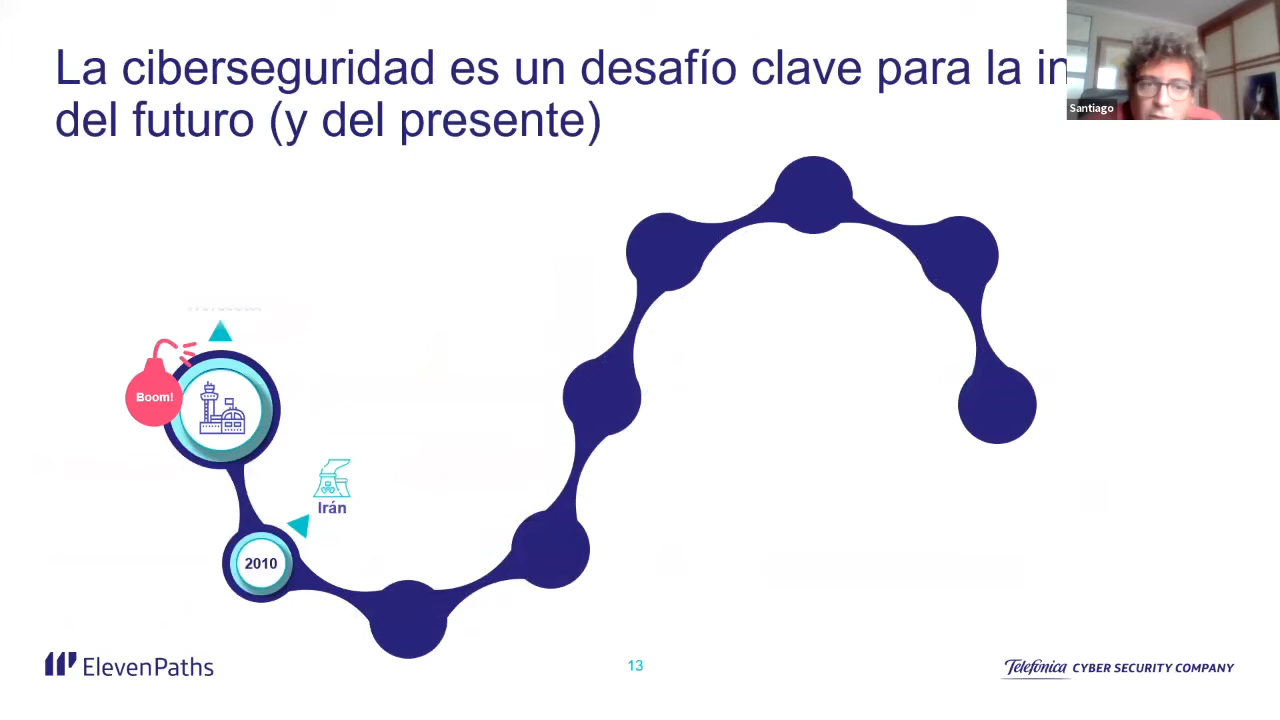 La ciberseguridad es un desafío clave para la in
del futuro (y del presente)
Santiago
Boom!
Irán
2010
ElevenPaths
13
Telefónica CYBER SECURITY COMPANY